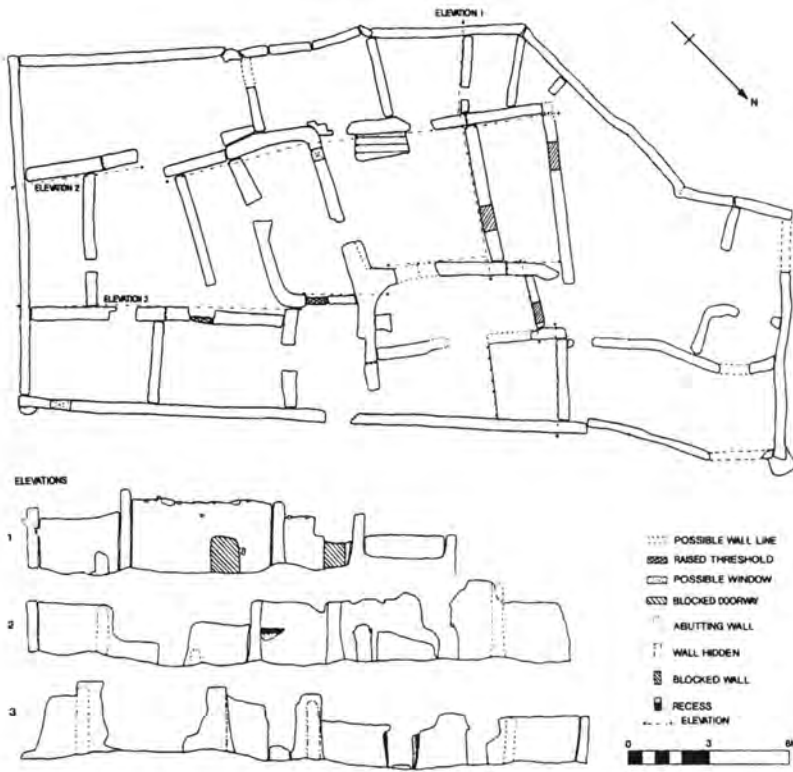 ELEVATION 1
N
ELEVATION 2
ELEVATION 3
ELEVATIONS
1
2
3
POSSIBLE WALL LINE
RAISED THRESHOLD
POSSIBLE WINDOW
BLOCKED DOORWAY
ABUTTING WALL
WALL HIDDEN
BLOCKED WALL
RECESS
ELEVATION
0 3